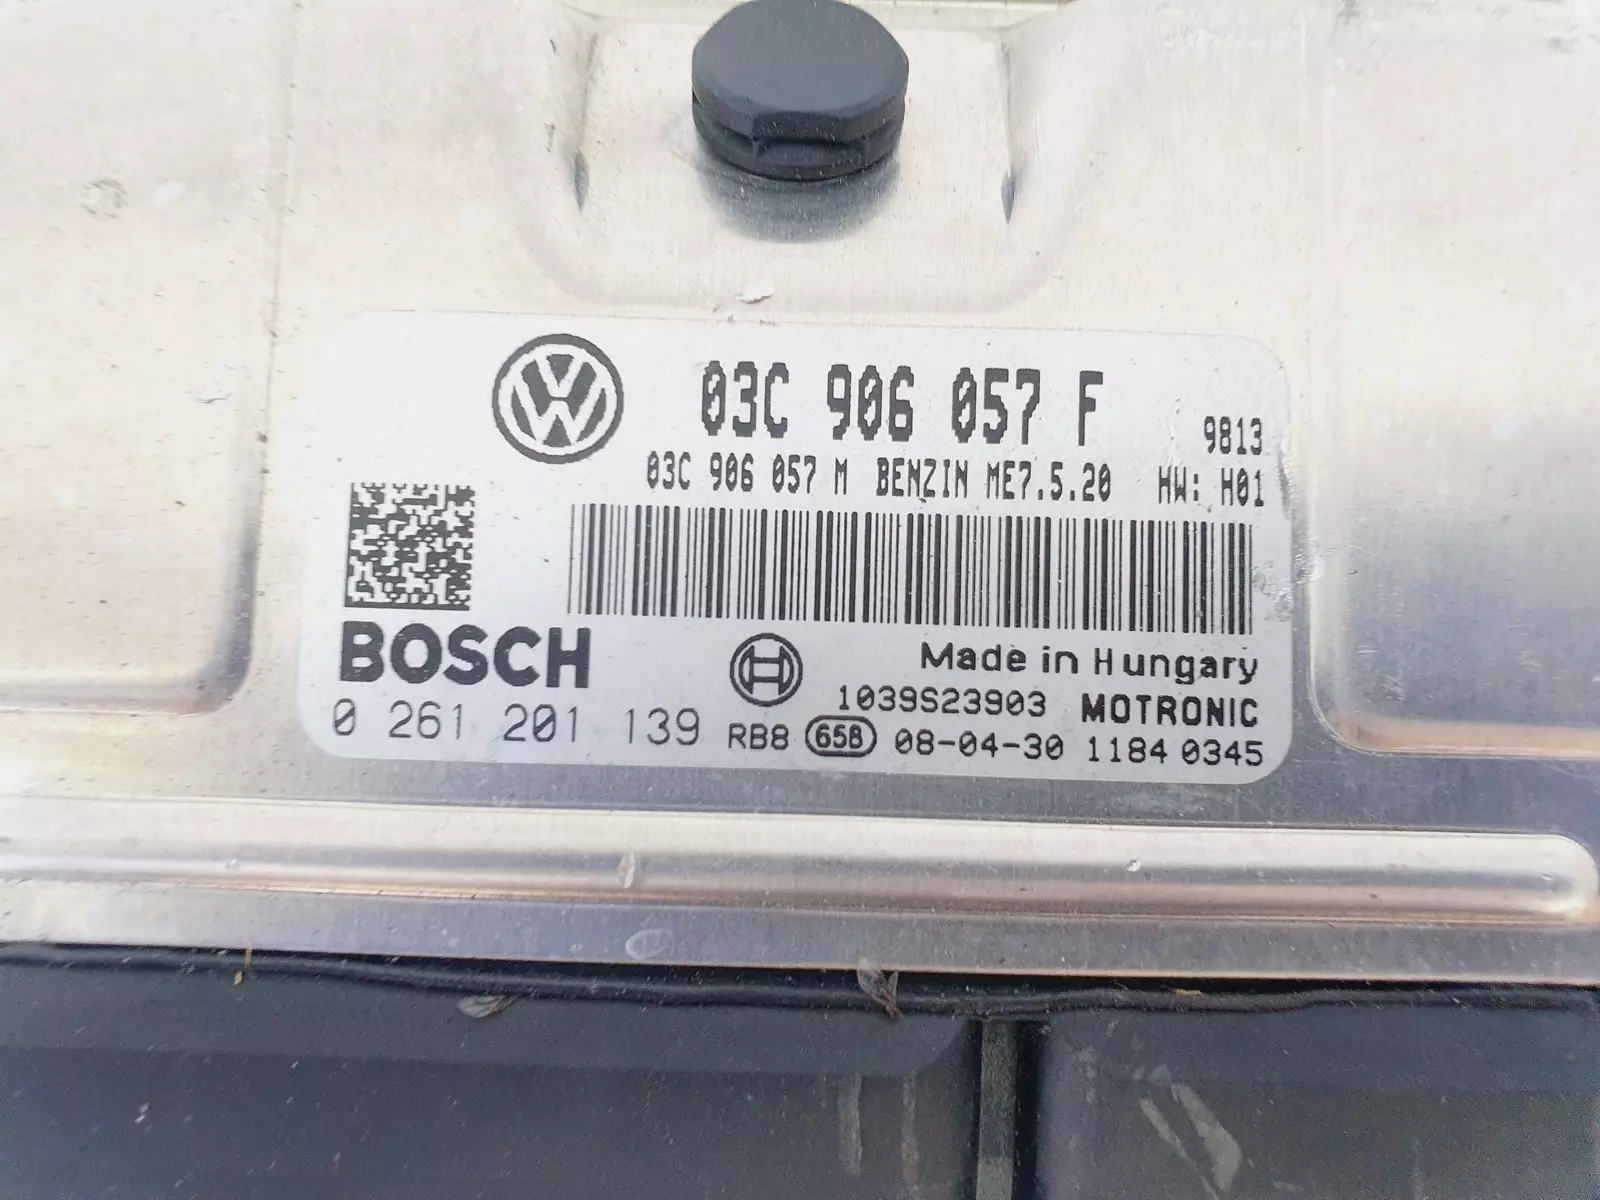 03C 906 057 F 9813
03C 906 057 M BENZIN ME7.5.20 HW: H01
BOSCH
Made in Hungary
1039S23903 MOTRONIC
0 261 201 139 RB8 65B 08-04-30 1184 0345